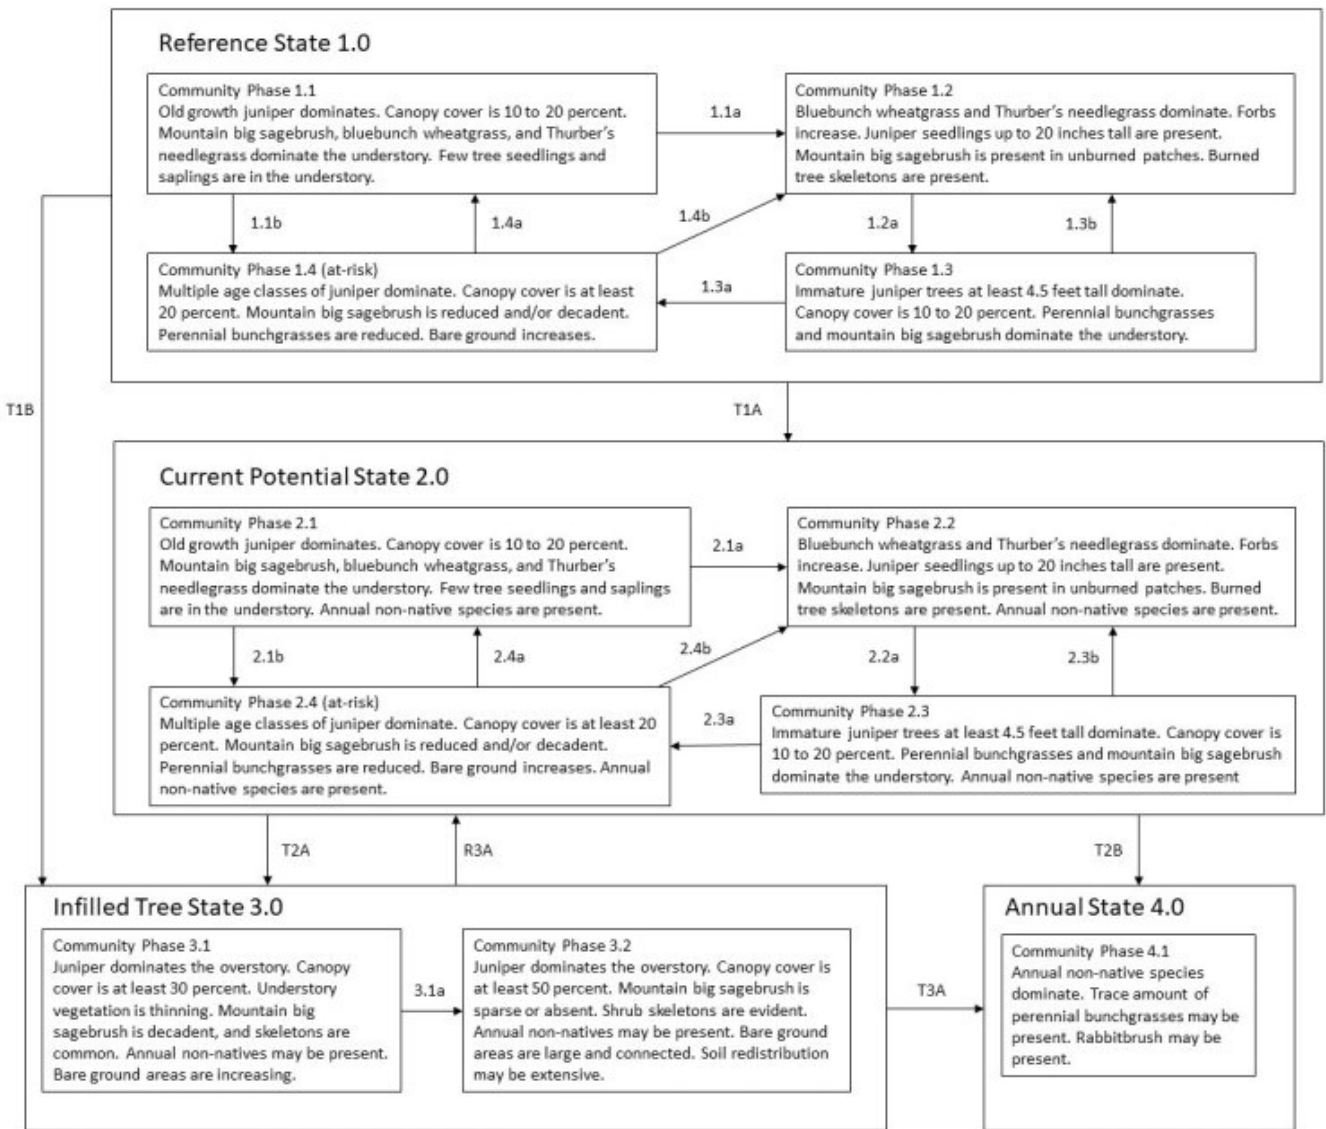 Reference State 1.0
Community Phase 1.1
Old growth juniper dominates. Canopy cover is 10 to 20 percent.
Mountain big sagebrush, bluebunch wheatgrass, and Thurber's
needlegrass dominate the understory. Few tree seedlings and
saplings are in the understory.
1.1a
Community Phase 1.2
Bluebunch wheatgrass and Thurber's needlegrass dominate. Forbs
increase. Juniper seedlings up to 20 inches tall are present.
Mountain big sagebrush is present in unburned patches. Burned
tree skeletons are present.
1.1b
1.4a
1.4b
1.2a
1.3b
Community Phase 1.4 (at-risk)
Multiple age classes of juniper dominate. Canopy cover is at least
20 percent. Mountain big sagebrush is reduced and/or decadent.
Perennial bunchgrasses are reduced. Bare ground increases.
1.3a
Community Phase 1.3
Immature juniper trees at least 4.5 feet tall dominate.
Canopy cover is 10 to 20 percent. Perennial bunchgrasses
and mountain big sagebrush dominate the understory.
T1B
T1A
Current Potential State 2.0
Community Phase 2.1
Old growth juniper dominates. Canopy cover is 10 to 20 percent.
Mountain big sagebrush, bluebunch wheatgrass, and Thurber's
needlegrass dominate the understory. Few tree seedlings and saplings
are in the understory. Annual non-native species are present.
2.1a
Community Phase 2.2
Bluebunch wheatgrass and Thurber's needlegrass dominate. Forbs
increase. Juniper seedlings up to 20 inches tall are present.
Mountain big sagebrush is present in unburned patches. Burned
tree skeletons are present. Annual non-native species are present.
2.1b
2.4a
2.4b
2.2a
2.3b
Community Phase 2.4 (at-risk)
Multiple age classes of juniper dominate. Canopy cover is at least 20
percent. Mountain big sagebrush is reduced and/or decadent.
Perennial bunchgrasses are reduced. Bare ground increases. Annual
non-native species are present.
2.3a
Community Phase 2.3
Immature juniper trees at least 4.5 feet tall dominate. Canopy cover is
10 to 20 percent. Perennial bunchgrasses and mountain big sagebrush
dominate the understory. Annual non-native species are present
T2A
R3A
T2B
Infilled Tree State 3.0
Community Phase 3.1
Juniper dominates the overstory. Canopy
cover is at least 30 percent. Understory
vegetation is thinning. Mountain big
sagebrush is decadent, and skeletons are
common. Annual non-natives may be present.
Bare ground areas are increasing.
3.1a
Community Phase 3.2
Juniper dominates the overstory. Canopy cover is
at least 50 percent. Mountain big sagebrush is
sparse or absent. Shrub skeletons are evident.
Annual non-natives may be present. Bare ground
areas are large and connected. Soil redistribution
may be extensive.
T3A
Annual State 4.0
Community Phase 4.1
Annual non-native species
dominate. Trace amount of
perennial bunchgrasses may be
present. Rabbitbrush may be
present.